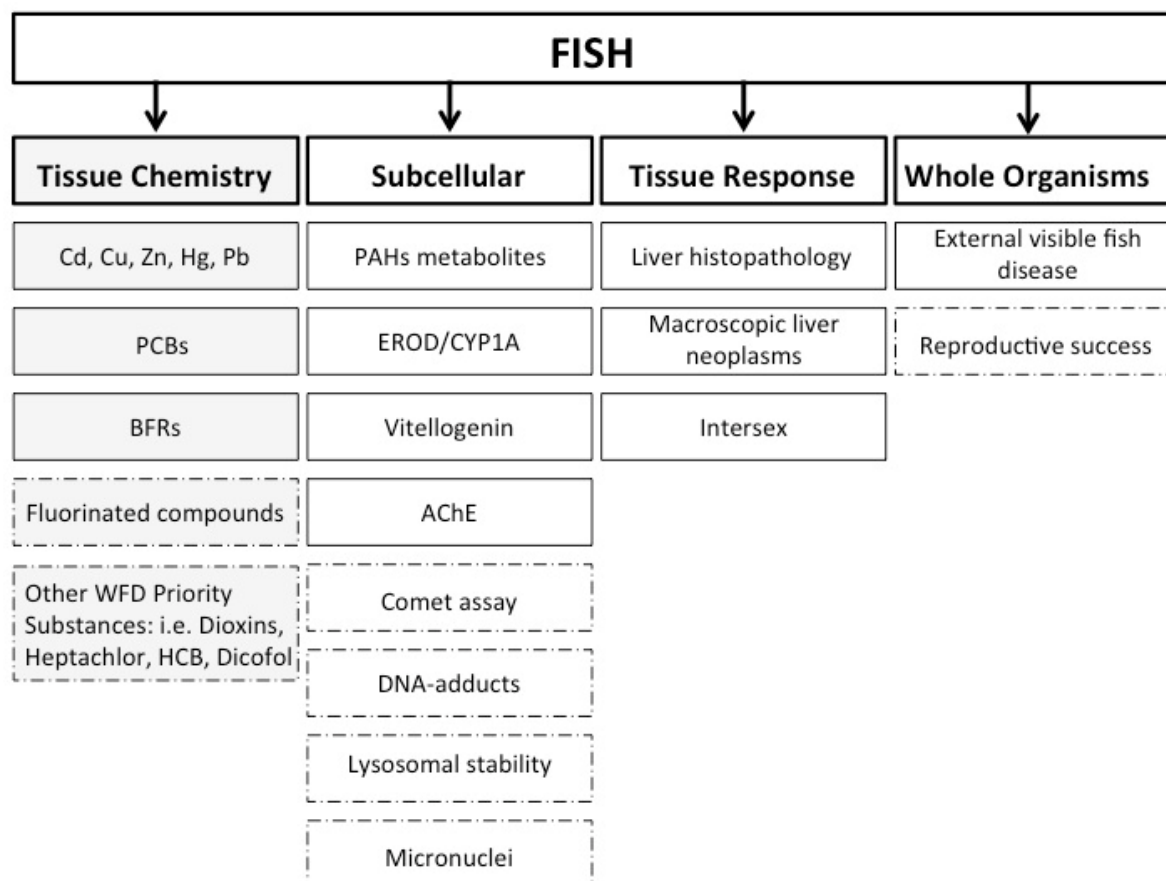 FISH
Tissue Chemistry
Cd, Cu, Zn, Hg, Pb
PCBs
BFRs
Fluorinated compounds
Other WFD Priority
Substances: i.e. Dioxins,
Heptachlor, HCB, Dicofol
Subcellular
PAHs metabolites
EROD/CYP1A
Vitellogenin
AChE
Comet assay
DNA-adducts
Lysosomal stability
Micronuclei
Tissue Response
Liver histopathology
Macroscopic liver
neoplasms
Intersex
Whole Organisms
External visible fish
disease
Reproductive success